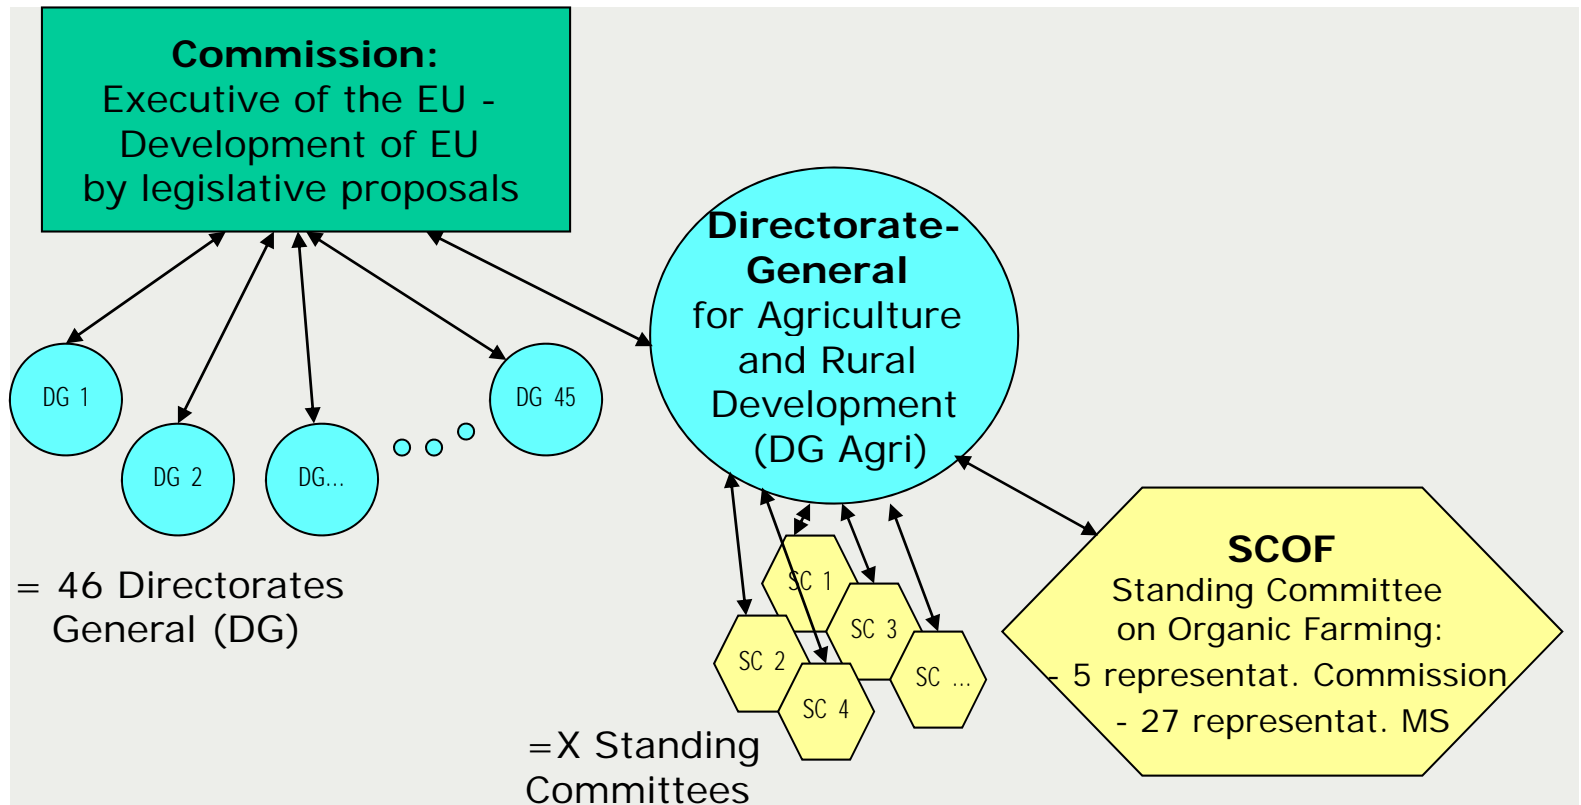 Commission:
Executive of the EU -
Development of EU
by legislative proposals
Directorate-
General
for Agriculture
and Rural
Development
(DG Agri)
DG 1
DG 2
DG...
DG 45
= 46 Directorates
General (DG)
SC 1
SC 2
SC 3
SC 4
SC ...
=X Standing
Committees
SCOF
Standing Committee
on Organic Farming:
- 5 representat. Commission
- 27 representat. MS